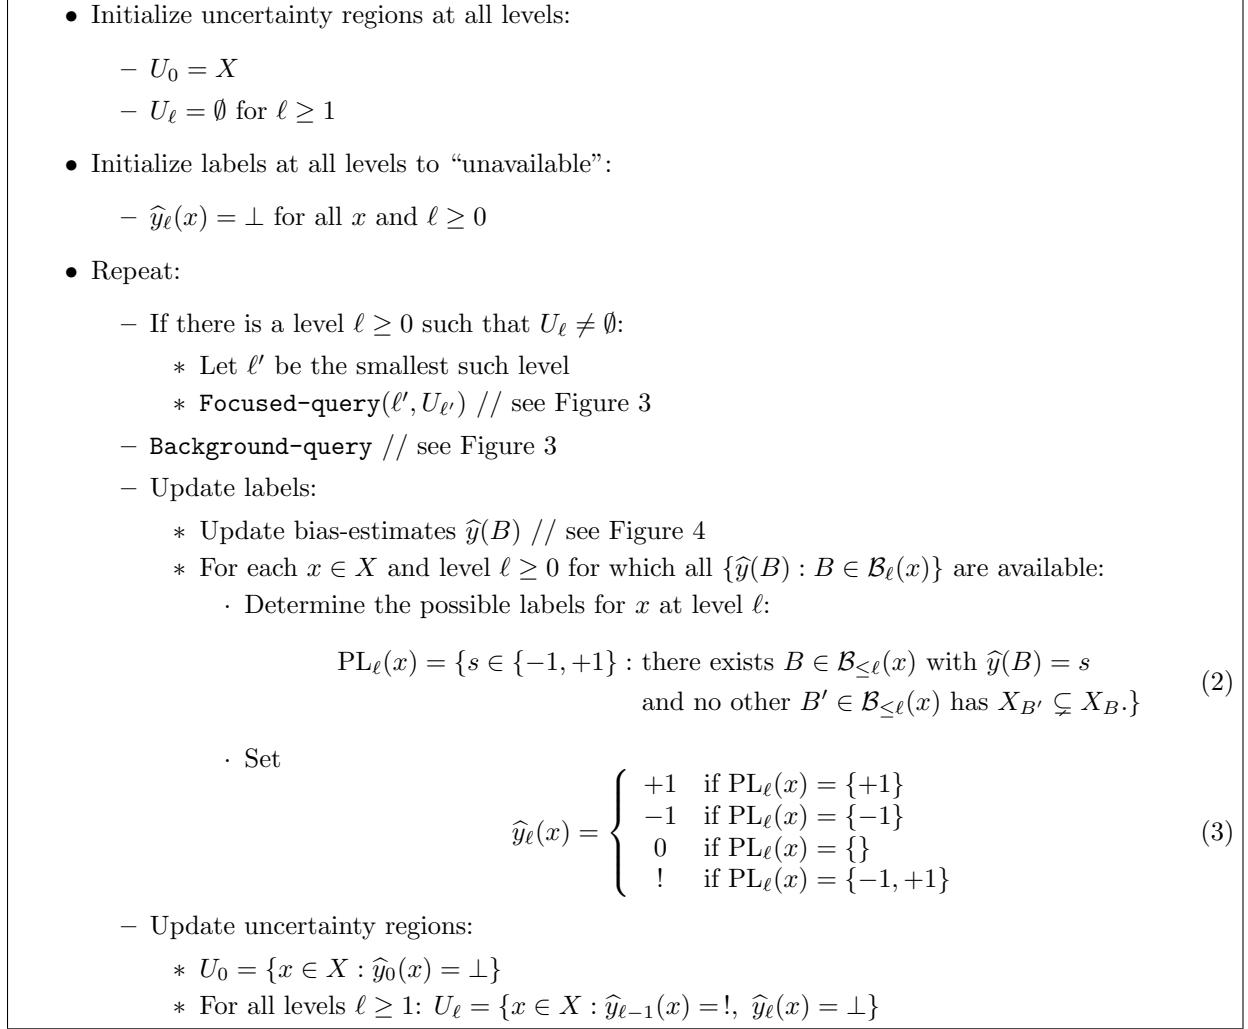 • Initialize uncertainty regions at all levels:
– U₀ = X
– U_ℓ = ∅ for ℓ ≥ 1
• Initialize labels at all levels to “unavailable”:
– ŷ_ℓ(x) = ⊥ for all x and ℓ ≥ 0
• Repeat:
– If there is a level ℓ ≥ 0 such that U_ℓ ≠ ∅:
∗ Let ℓ′ be the smallest such level
∗ Focused-query(ℓ′, U_ℓ′) // see Figure 3
– Background-query // see Figure 3
– Update labels:
∗ Update bias-estimates ŷ(B) // see Figure 4
∗ For each x ∈ X and level ℓ ≥ 0 for which all {ŷ(B) : B ∈ 𝓑_ℓ(x)} are available:
· Determine the possible labels for x at level ℓ:
PL_ℓ(x) = {s ∈ {−1, +1} : there exists B ∈ 𝓑_≤ℓ(x) with ŷ(B) = s
and no other B′ ∈ 𝓑_≤ℓ(x) has X_B′ ⊊ X_B.} (2)
· Set
ŷ_ℓ(x) = { +1 if PL_ℓ(x) = {+1}
−1 if PL_ℓ(x) = {−1}
0 if PL_ℓ(x) = {}
! if PL_ℓ(x) = {−1, +1} (3)
– Update uncertainty regions:
∗ U₀ = {x ∈ X : ŷ₀(x) = ⊥}
∗ For all levels ℓ ≥ 1: U_ℓ = {x ∈ X : ŷ_ℓ−1(x) = !, ŷ_ℓ(x) = ⊥}